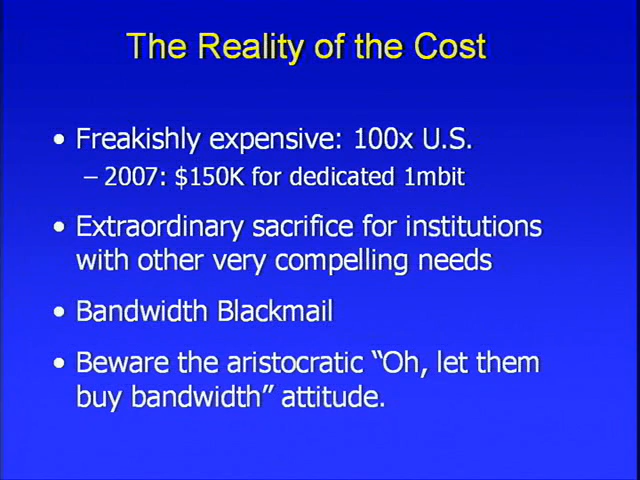 The Reality of the Cost
• Freakishly expensive: 100x U.S.
– 2007: $150K for dedicated 1mbit
• Extraordinary sacrifice for institutions
with other very compelling needs
• Bandwidth Blackmail
• Beware the aristocratic “Oh, let them
buy bandwidth” attitude.